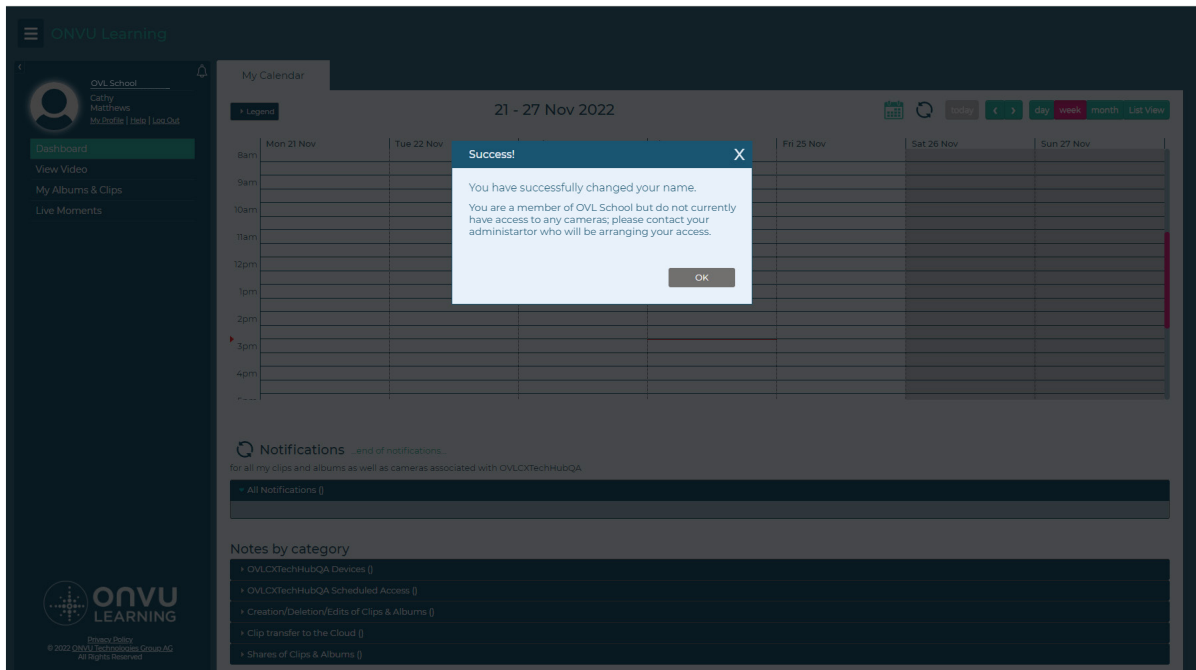 ONVU Learning
OVL School
Cathy
Matthews
My Profile | Help | Log Out
Dashboard
View Video
My Albums & Clips
Live Moments
My Calendar
Legend
21 - 27 Nov 2022
today
day week month List View
Mon 21 Nov
Tue 22 Nov
Fri 25 Nov
Sat 26 Nov
Sun 27 Nov
8am
9am
10am
11am
12pm
1pm
2pm
3pm
4pm
Success!
X
You have successfully changed your name.
You are a member of OVL School but do not currently
have access to any cameras; please contact your
administartor who will be arranging your access.
OK
Notifications ...end of notifications...
for all my clips and albums as well as cameras associated with OVLCXTechHubQA
All Notifications ()
Notes by category
OVLCXTechHubQA Devices ()
OVLCXTechHubQA Scheduled Access ()
Creation/Deletion/Edits of Clips & Albums ()
Clip transfer to the Cloud ()
Shares of Clips & Albums ()
onvu
LEARNING
Privacy Policy
© 2022 ONVU Technologies Group AG
All Rights Reserved